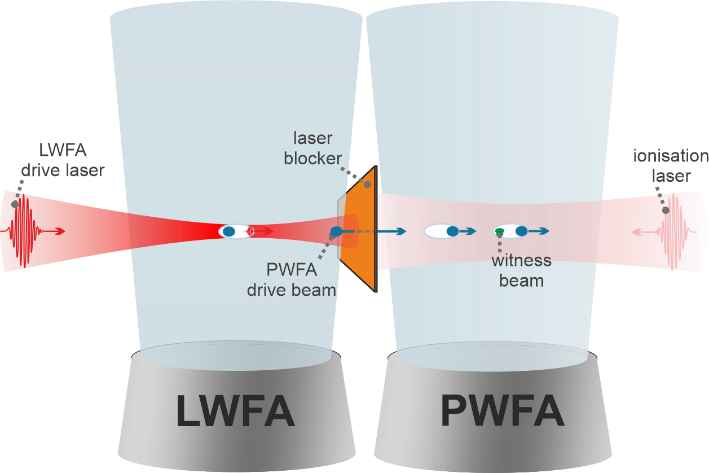 LWFA
drive laser
laser
blocker
ionisation
laser
PWFA
drive beam
witness
beam
LWFA
PWFA